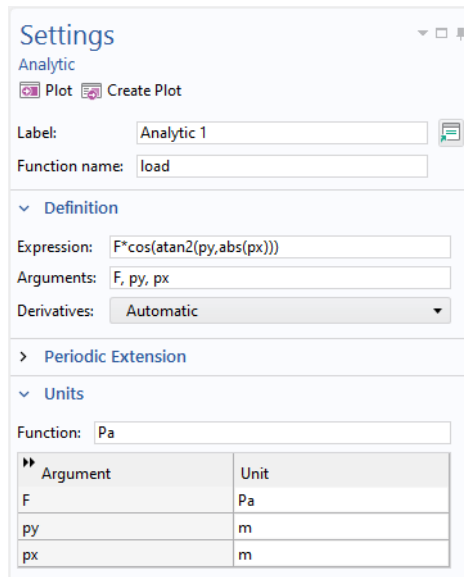 Settings
Analytic
Plot Create Plot
Label: Analytic 1
Function name: load
Definition
Expression: F*cos(atan2(py,abs(px)))
Arguments: F, py, px
Derivatives: Automatic
Periodic Extension
Units
Function: Pa
Argument Unit
F Pa
py m
px m